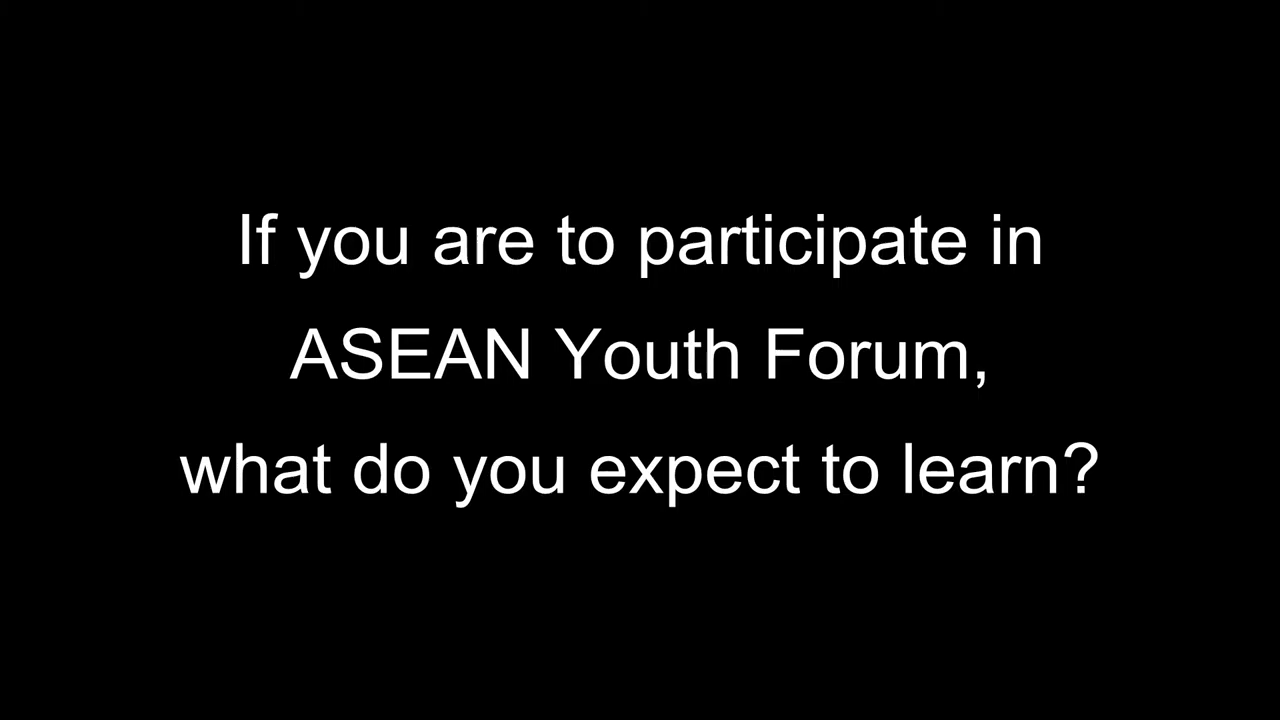 If you are to participate in
ASEAN Youth Forum,
what do you expect to learn?